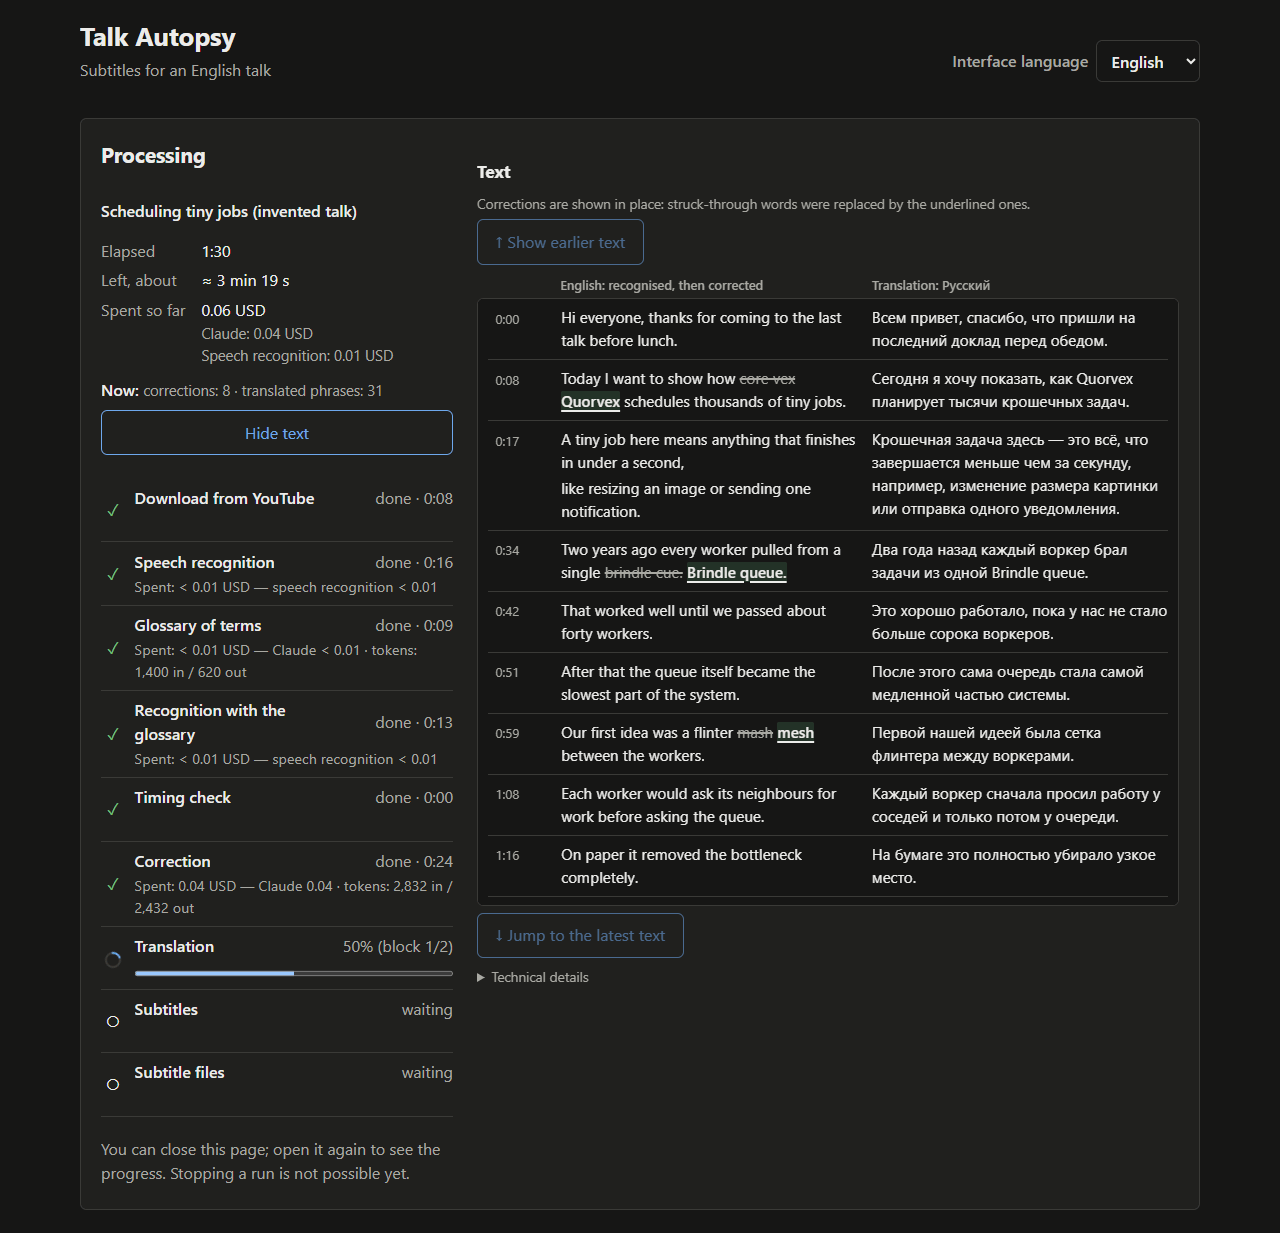 Talk Autopsy
Subtitles for an English talk
Interface language
English
Processing
Scheduling tiny jobs (invented talk)
Elapsed 1:30
Left, about ≈ 3 min 19 s
Spent so far 0.06 USD
Claude: 0.04 USD
Speech recognition: 0.01 USD
Now: corrections: 8 · translated phrases: 31
Hide text
✓ Download from YouTube done · 0:08
✓ Speech recognition done · 0:16
Spent: < 0.01 USD — speech recognition < 0.01
✓ Glossary of terms done · 0:09
Spent: < 0.01 USD — Claude < 0.01 · tokens:
1,400 in / 620 out
✓ Recognition with the
glossary done · 0:13
Spent: < 0.01 USD — speech recognition < 0.01
✓ Timing check done · 0:00
✓ Correction done · 0:24
Spent: 0.04 USD — Claude 0.04 · tokens: 2,832 in /
2,432 out
Translation 50% (block 1/2)
Subtitles waiting
Subtitle files waiting
You can close this page; open it again to see the
progress. Stopping a run is not possible yet.
Text
Corrections are shown in place: struck-through words were replaced by the underlined ones.
↑ Show earlier text
English: recognised, then corrected
Translation: Русский
0:00
Hi everyone, thanks for coming to the last
talk before lunch.
Всем привет, спасибо, что пришли на
последний доклад перед обедом.
0:08
Today I want to show how core vex
Quorvex schedules thousands of tiny jobs.
Сегодня я хочу показать, как Quorvex
планирует тысячи крошечных задач.
0:17
A tiny job here means anything that finishes
in under a second,
like resizing an image or sending one
notification.
Крошечная задача здесь — это всё, что
завершается меньше чем за секунду,
например, изменение размера картинки
или отправка одного уведомления.
0:34
Two years ago every worker pulled from a
single brindle cue. Brindle queue.
Два года назад каждый воркер брал
задачи из одной Brindle queue.
0:42
That worked well until we passed about
forty workers.
Это хорошо работало, пока у нас не стало
больше сорока воркеров.
0:51
After that the queue itself became the
slowest part of the system.
После этого сама очередь стала самой
медленной частью системы.
0:59
Our first idea was a flinter mash mesh
between the workers.
Первой нашей идеей была сетка
флинтера между воркерами.
1:08
Each worker would ask its neighbours for
work before asking the queue.
Каждый воркер сначала просил работу у
соседей и только потом у очереди.
1:16
On paper it removed the bottleneck
completely.
На бумаге это полностью убирало узкое
место.
↓ Jump to the latest text
▶ Technical details